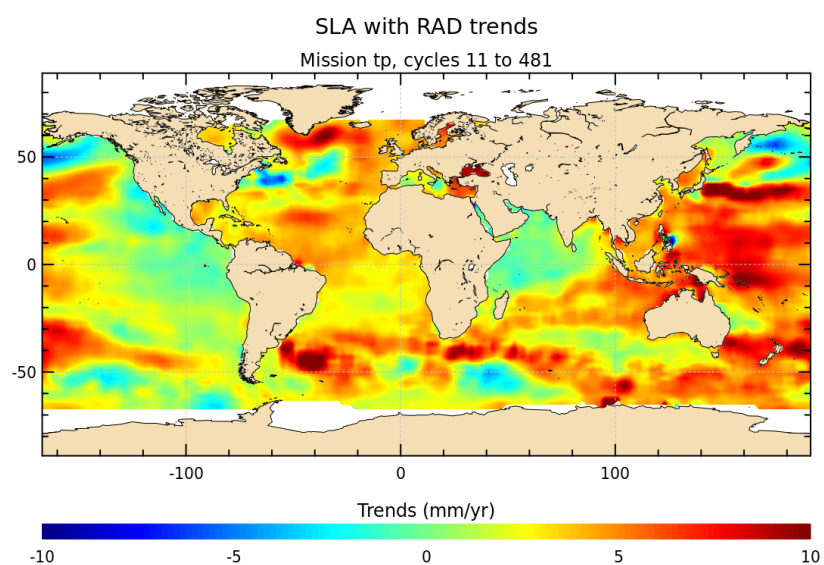 SLA with RAD trends
Mission tp, cycles 11 to 481
50
0
-50
-100 0 100
Trends (mm/yr)
-10 -5 0 5 10